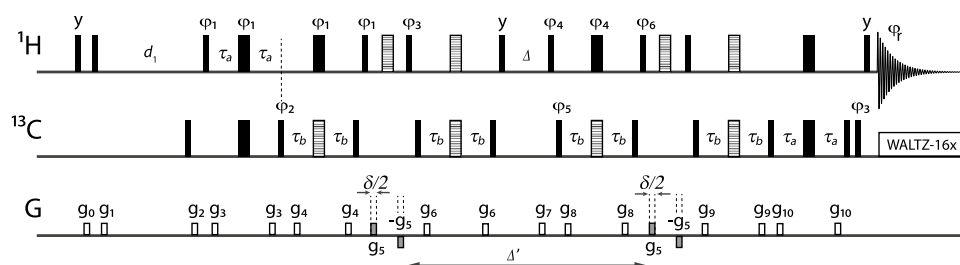 y φ1 φ1 φ1 φ1 φ3 y φ4 φ4 φ6 y φr
¹H d₁ τa τa Δ
φ2 φ5 φ3
¹³C τb τb τb τb τb τb τb τb τa τa WALTZ-16x
δ/2 δ/2
G g0 g1 g2 g3 g3 g4 g4 -g5 g6 g6 g7 g8 g8 -g5 g9 g9 g10 g10
g5 g5
Δ'